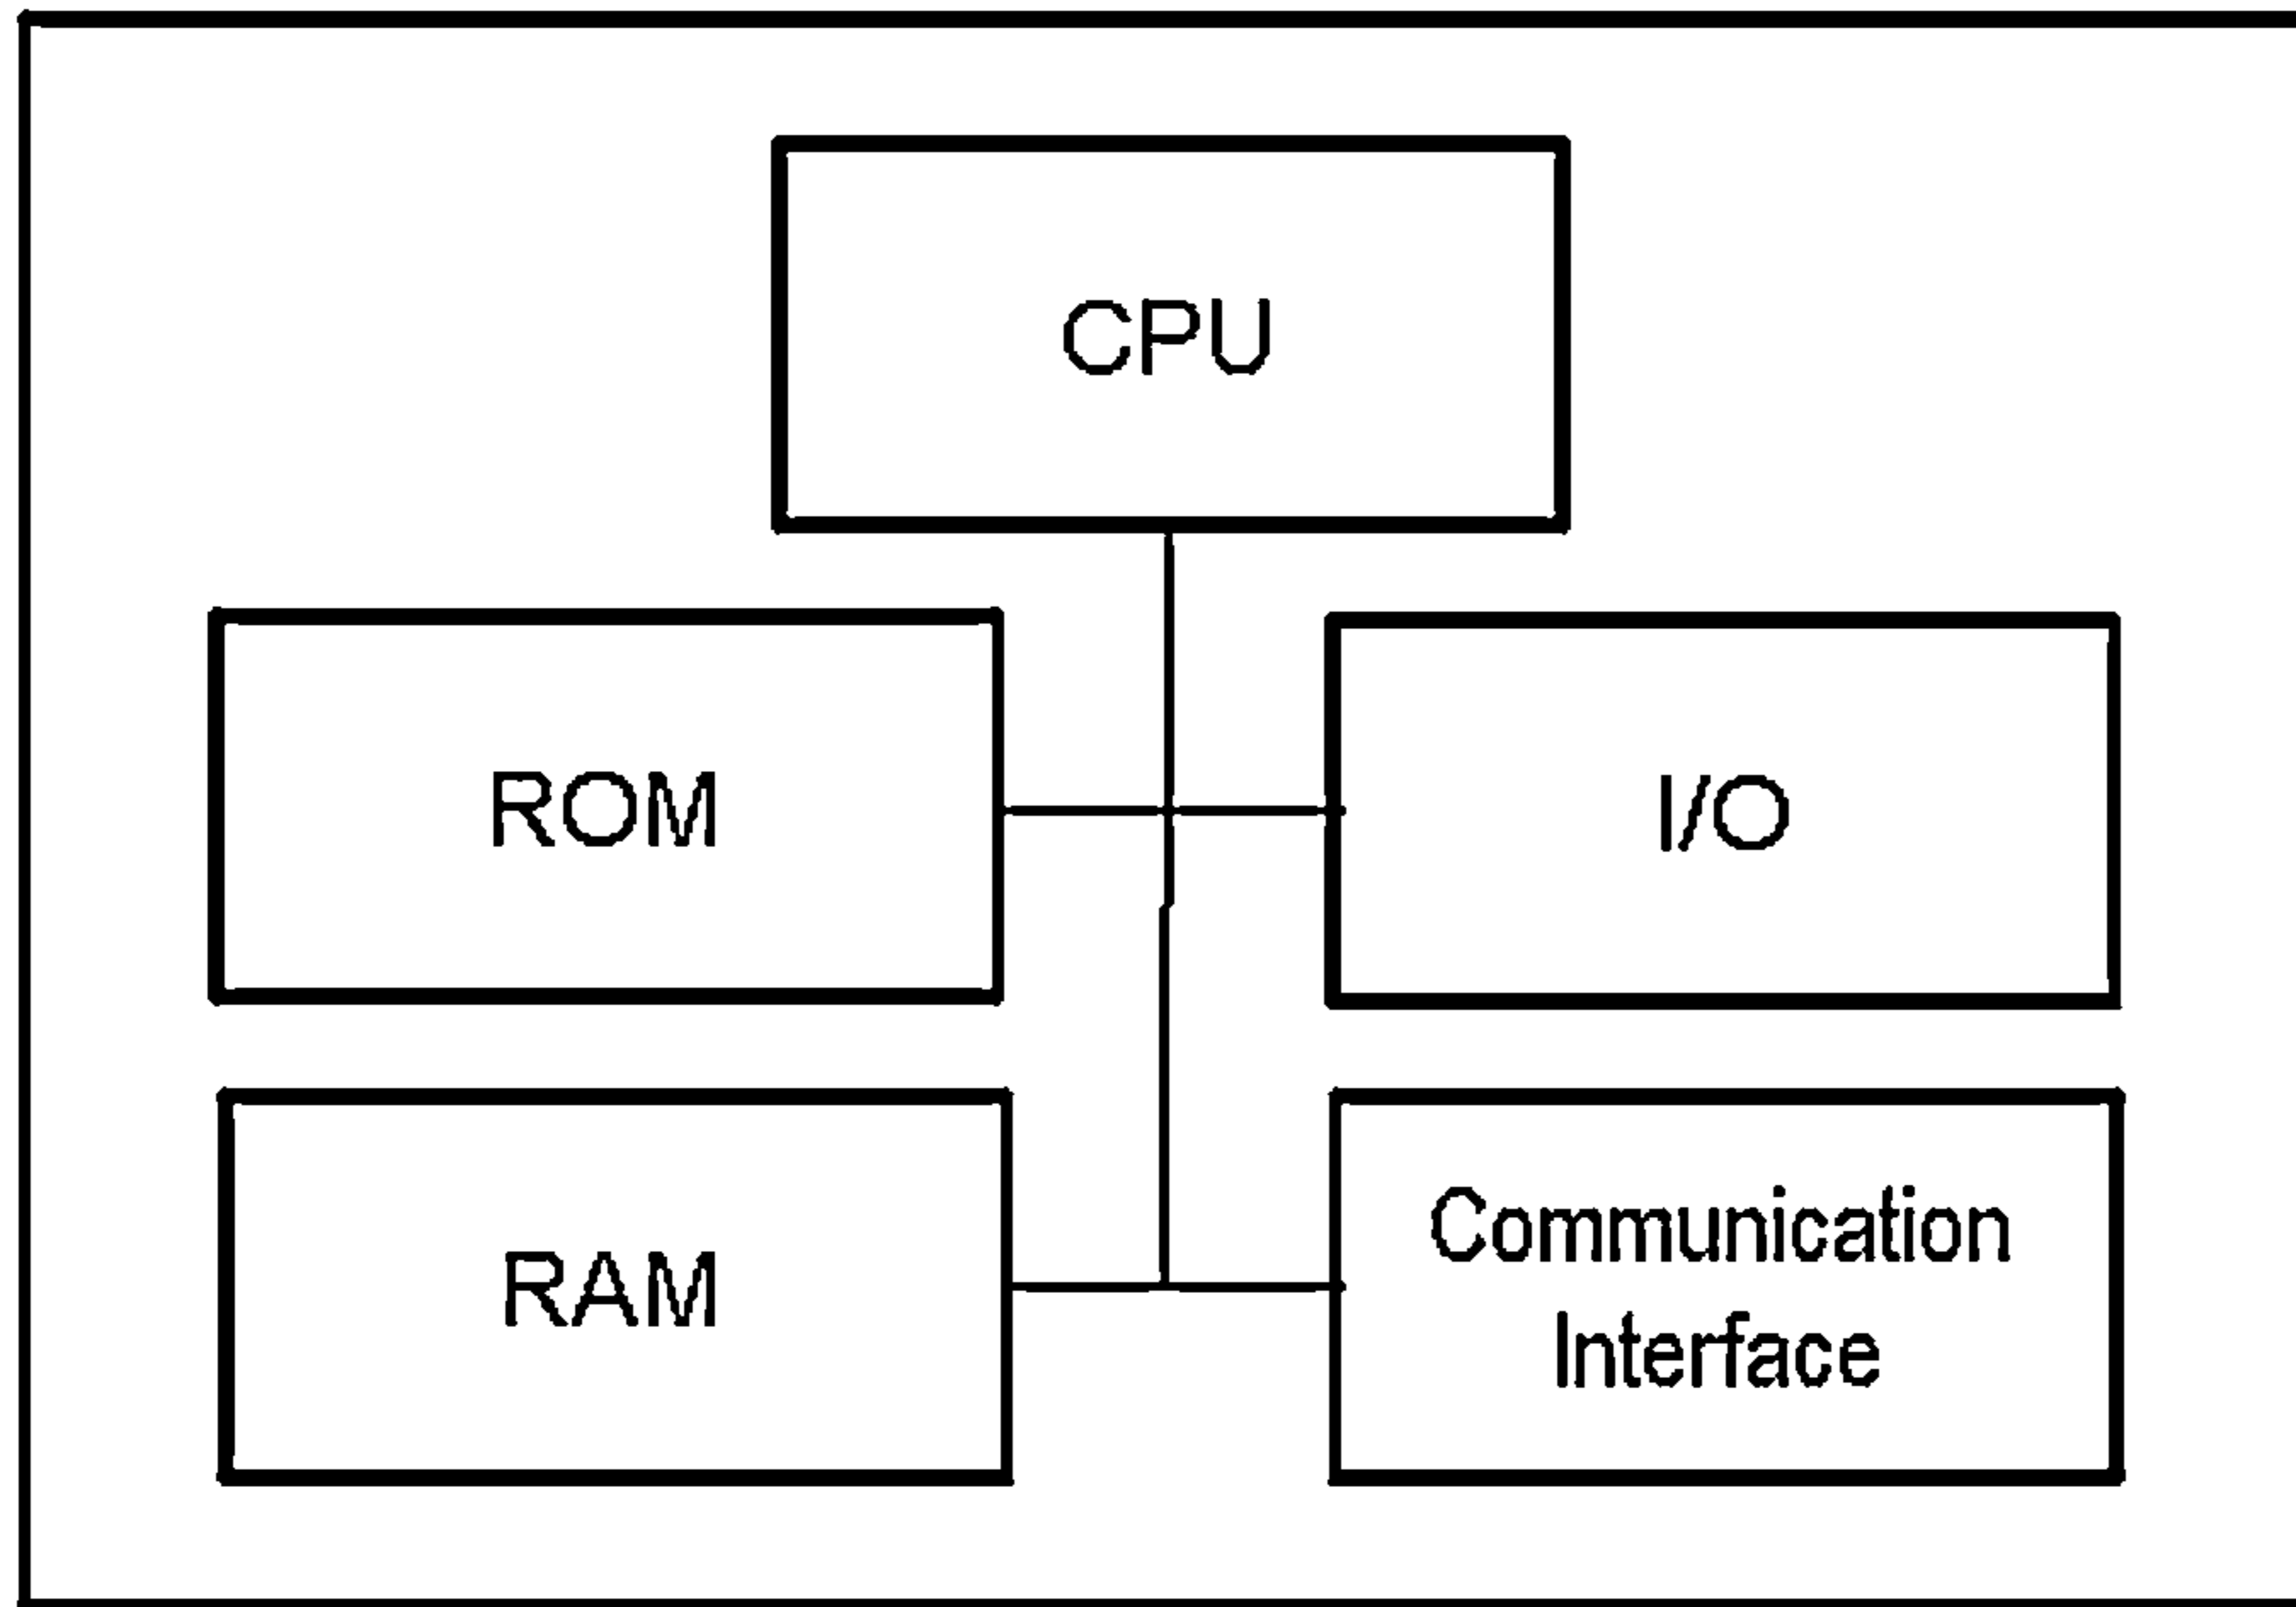 CPU
ROM
I/O
RAM
Communication
Interface